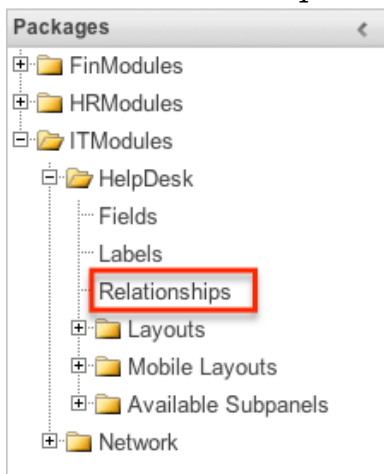 Packages
FinModules
HRModules
ITModules
HelpDesk
Fields
Labels
Relationships
Layouts
Mobile Layouts
Available Subpanels
Network